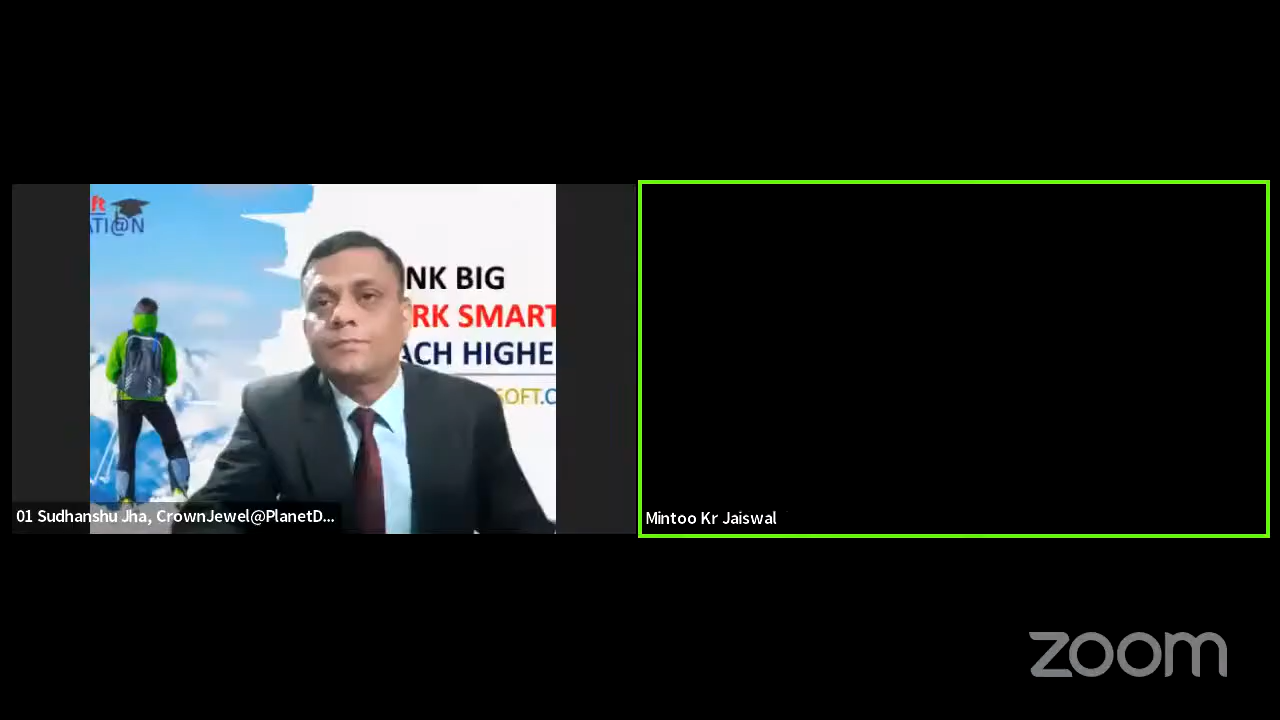 ft
ATI@N
NK BIG
RK SMART
ACH HIGHE
SOFT.C
01 Sudhanshu Jha, CrownJewel@PlanetD...
Mintoo Kr Jaiswal
zoom